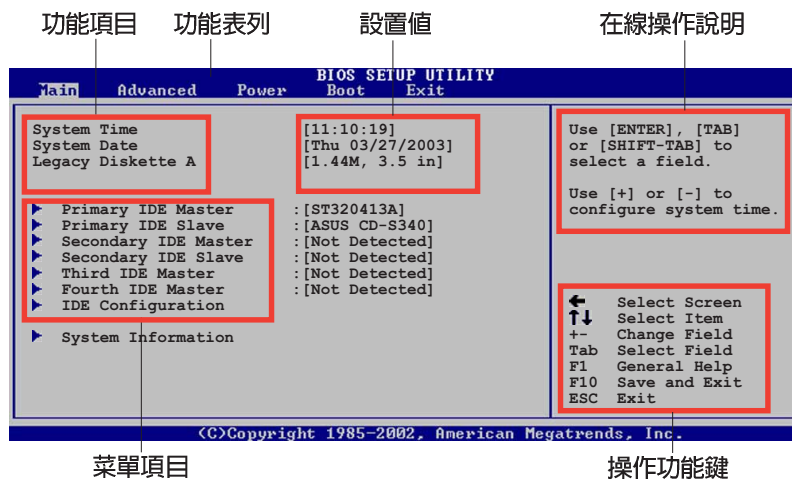 功能項目 功能表列 設置值 在線操作說明
BIOS SETUP UTILITY
Main Advanced Power Boot Exit
System Time [11:10:19]
System Date [Thu 03/27/2003]
Legacy Diskette A [1.44M, 3.5 in]
Primary IDE Master :[ST320413A]
Primary IDE Slave :[ASUS CD-S340]
Secondary IDE Master :[Not Detected]
Secondary IDE Slave :[Not Detected]
Third IDE Master :[Not Detected]
Fourth IDE Master :[Not Detected]
IDE Configuration
System Information
Use [ENTER], [TAB]
or [SHIFT-TAB] to
select a field.
Use [+] or [-] to
configure system time.
← Select Screen
↑↓ Select Item
+- Change Field
Tab Select Field
F1 General Help
F10 Save and Exit
ESC Exit
(C)Copyright 1985-2002, American Megatrends, Inc.
菜單項目 操作功能鍵